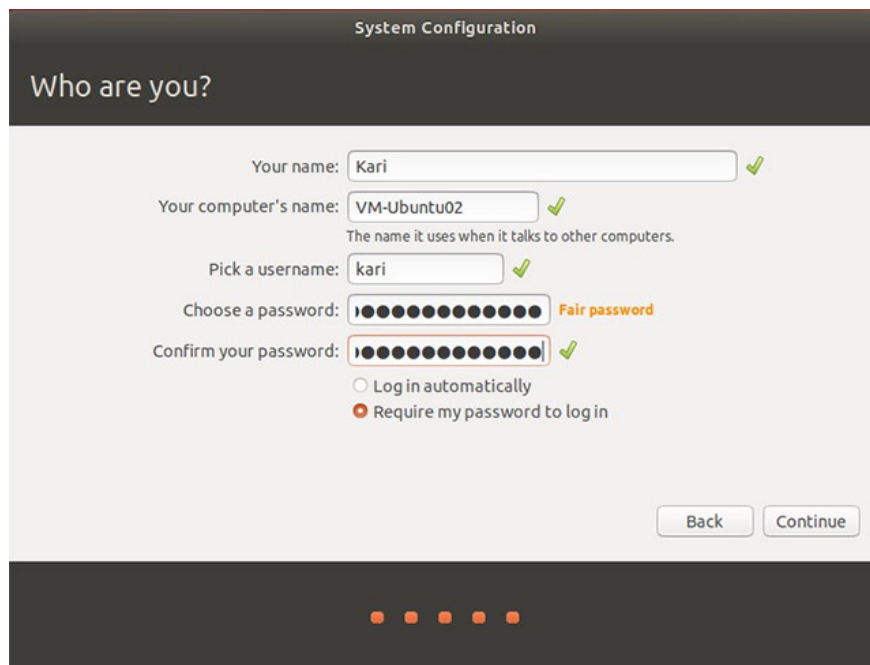 System Configuration
Who are you?
Your name: Kari
Your computer's name: VM-Ubuntu02
The name it uses when it talks to other computers.
Pick a username: kari
Choose a password: ●●●●●●●●●●●●● Fair password
Confirm your password: ●●●●●●●●●●●●●
Log in automatically
Require my password to log in
Back Continue